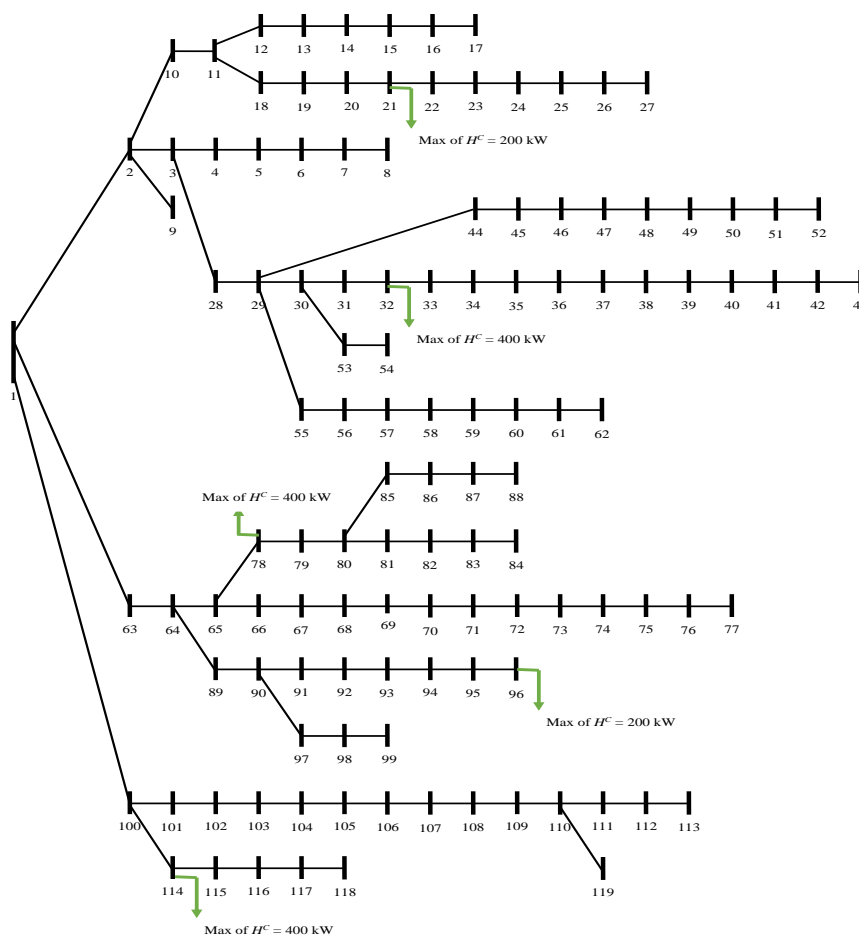 12 13 14 15 16 17
10 11
18 19 20 21 22 23 24 25 26 27
Max of H^C = 200 kW
2 3 4 5 6 7 8
9
44 45 46 47 48 49 50 51 52
28 29 30 31 32 33 34 35 36 37 38 39 40 41 42
Max of H^C = 400 kW
53 54
1
55 56 57 58 59 60 61 62
85 86 87 88
Max of H^C = 400 kW
78 79 80 81 82 83 84
63 64 65 66 67 68 69 70 71 72 73 74 75 76 77
89 90 91 92 93 94 95 96
Max of H^C = 200 kW
97 98 99
100 101 102 103 104 105 106 107 108 109 110 111 112 113
114 115 116 117 118
119
Max of H^C = 400 kW